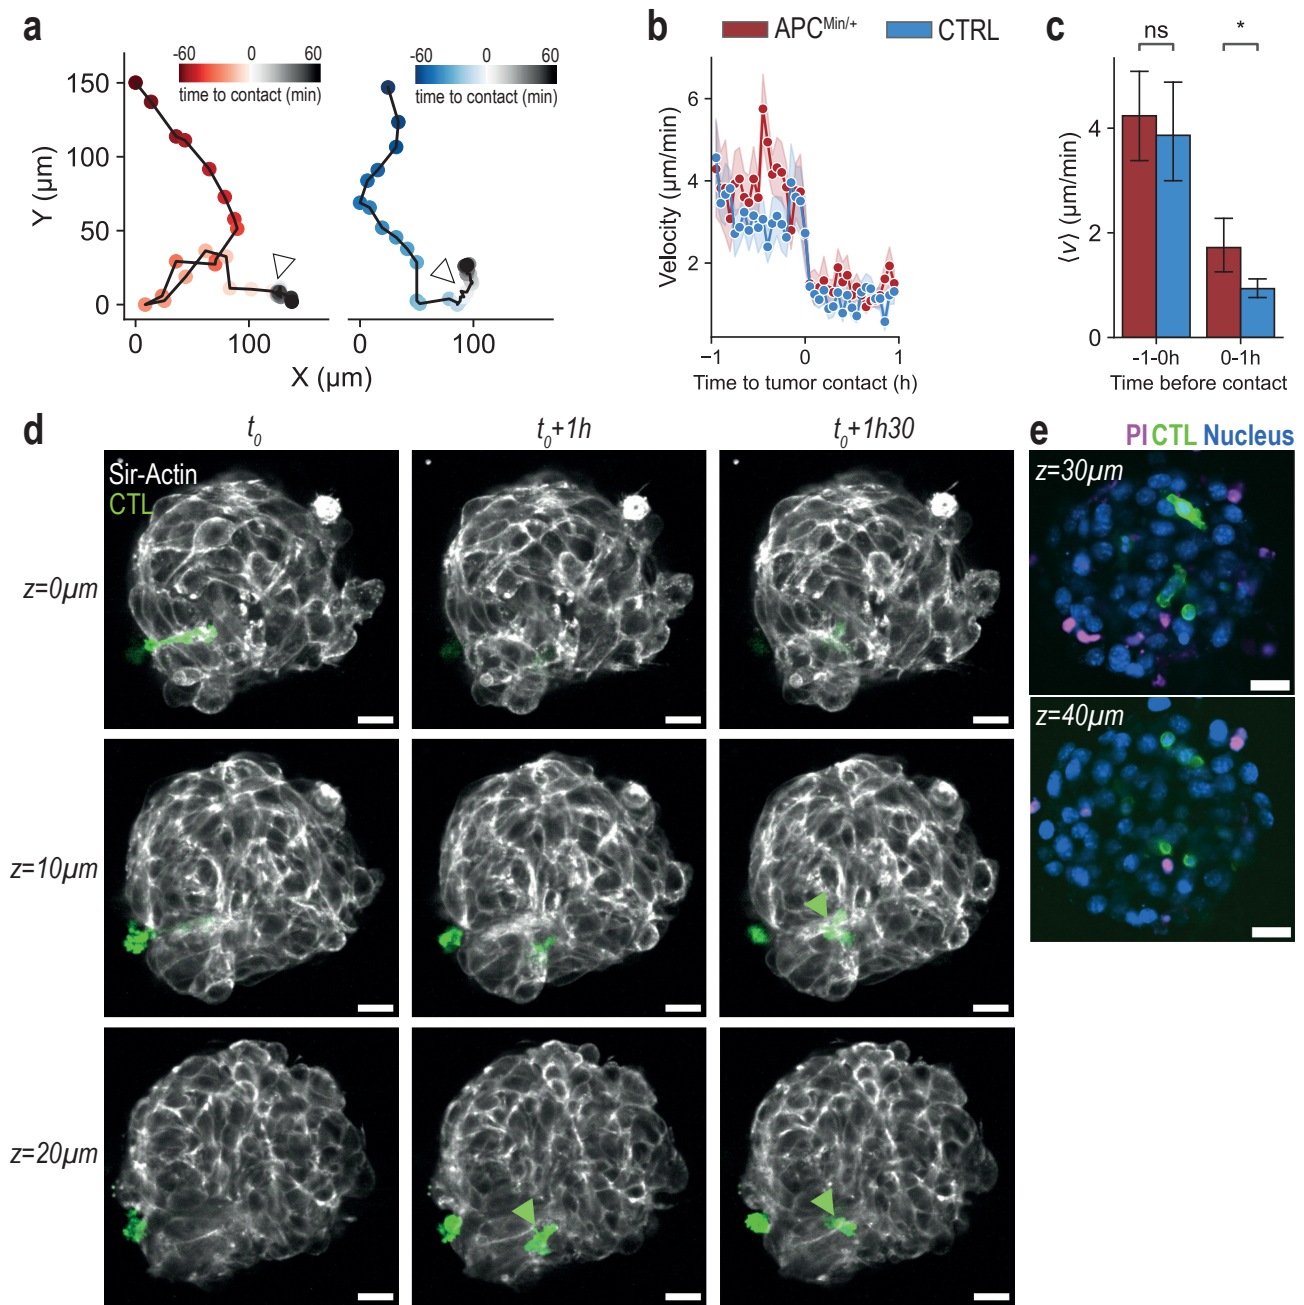 a
-60 0 60
time to contact (min)
-60 0 60
time to contact (min)
150
100
50
0
Y (µm)
0 100 0 100
X (µm)
b
APC^Min/+ CTRL
6
4
2
Velocity (µm/min)
−1 0 1
Time to tumor contact (h)
c
ns *
4
2
0
⟨v⟩ (µm/min)
-1-0h 0-1h
Time before contact
d
t₀ t₀+1h t₀+1h30
Sir-Actin
CTL
z=0µm
z=10µm
z=20µm
e
PI CTL Nucleus
z=30µm
z=40µm